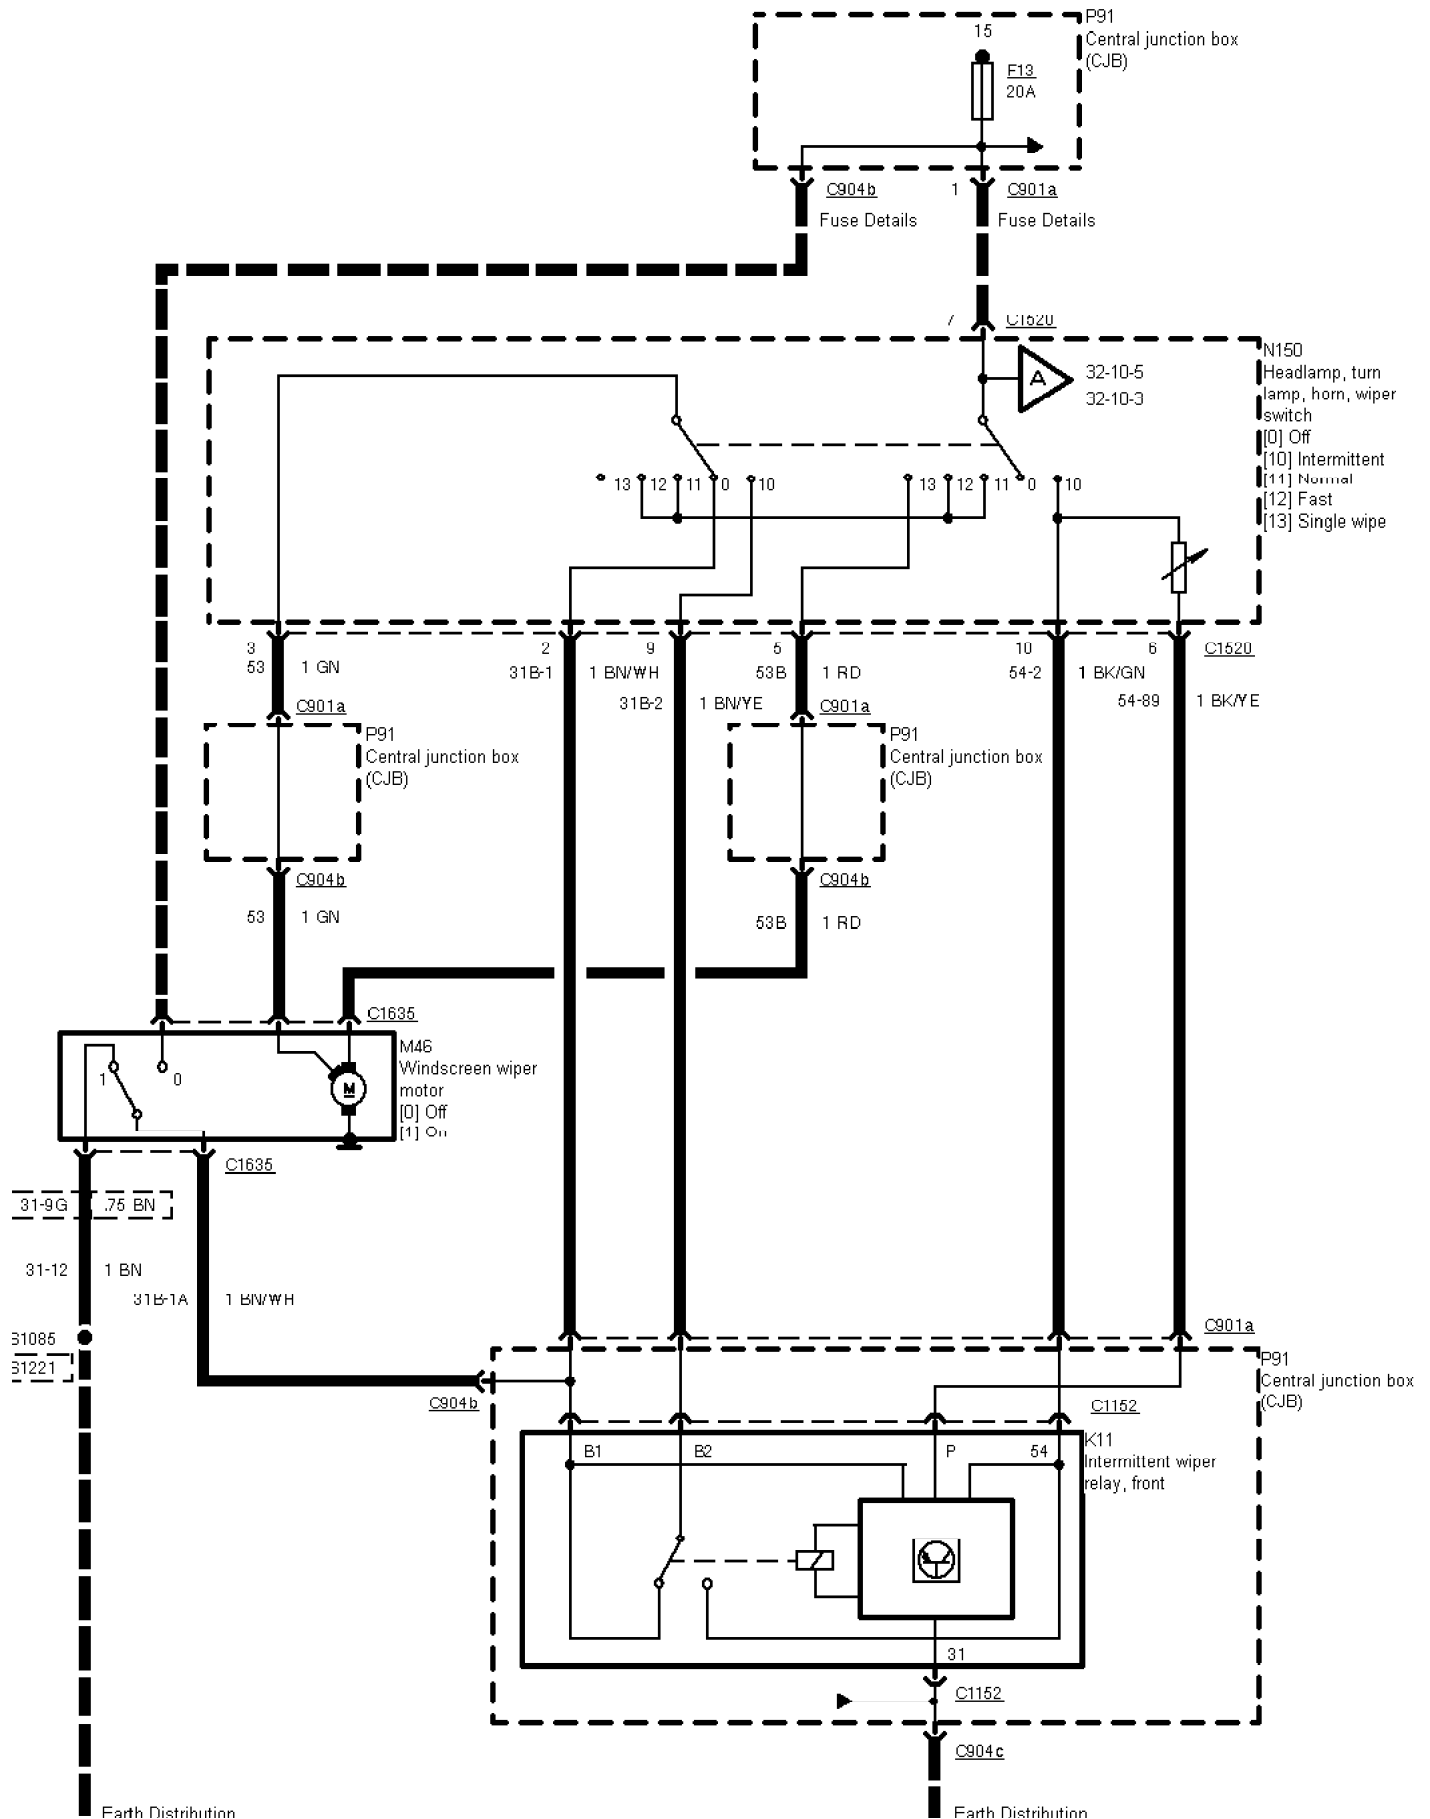 P91
15
Central junction box
(CJB)
F13
20A
C904b
1
C901a
Fuse Details
Fuse Details
7
C1520
N150
Headlamp, turn
lamp, horn, wiper
switch
[0] Off
[10] Intermittent
[11] Normal
[12] Fast
[13] Single wipe
A
32-10-5
32-10-3
13 12 11 0 10
13 12 11 0 10
3
2
9
5
10
6
C1520
53
1 GN
31B-1
1 BN/WH
53B
1 RD
54-2
1 BK/GN
31B-2
1 BN/YE
54-89
1 BK/YE
C901a
C901a
P91
Central junction box
(CJB)
P91
Central junction box
(CJB)
C904b
C904b
53
1 GN
53B
1 RD
C1635
M46
Windscreen wiper
motor
[0] Off
[1] On
1
0
M
C1635
31-9G
.75 BN
31-12
1 BN
31B-1A
1 BN/WH
S1085
S1221
C901a
P91
Central junction box
(CJB)
C904b
C1152
K11
Intermittent wiper
relay, front
B1
B2
P
54
31
C1152
C904c
Earth Distribution
Earth Distribution